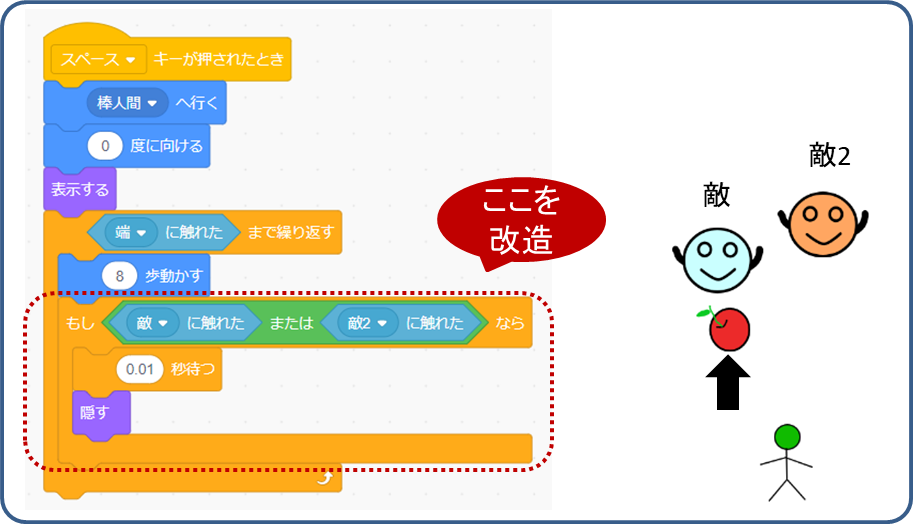 スペース キーが押されたとき
棒人間 へ行く
0 度に向ける
表示する
端 に触れた まで繰り返す
8 歩動かす
もし 敵 に触れた または 敵2 に触れた なら
0.01 秒待つ
隠す
ここを
改造
敵
敵2